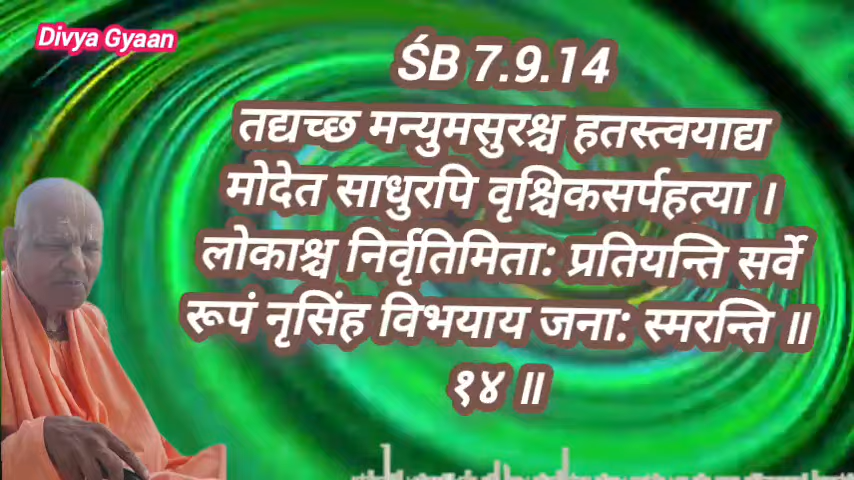 Divya Gyaan
ŚB 7.9.14
तद्यच्छ मन्युमसुरश्च हतस्त्वयाद्य
मोदेत साधुरपि वृश्चिकसर्पहत्या ।
लोकाश्च निर्वृतिमिता: प्रतियन्ति सर्वे
रूपं नृसिंह विभयाय जना: स्मरन्ति ॥
१४ ॥